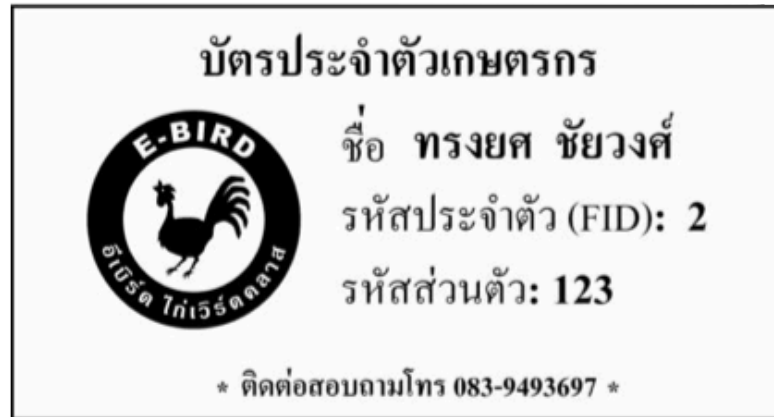 บัตรประจำตัวเกษตรกร
E-BIRD
อีเบิร์ด ไก่เวิร์ดคลาส
ชื่อ ทรงยศ ชัยวงศ์
รหัสประจำตัว (FID): 2
รหัสส่วนตัว: 123
* ติดต่อสอบถามโทร 083-9493697 *